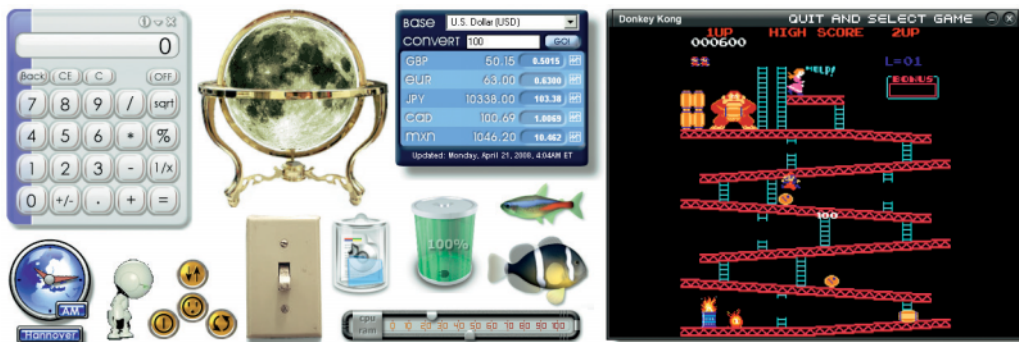 0
Back CE C OFF
7 8 9 / sqrt
4 5 6 * %
1 2 3 - 1/x
0 +/- . + =
BASE U.S. Dollar (USD)
CONVERT 100 GO!
GBP 50.15 0.5015
EUR 63.00 0.6300
JPY 10338.00 103.38
CAD 100.69 1.0069
MXN 1046.20 10.462
Updated: Monday, April 21, 2008, 4:04AM ET
AM
Hannover
100%
cpu
ram
0 10 20 30 40 50 60 70 80 90 100
Donkey Kong QUIT AND SELECT GAME
1UP HIGH SCORE 2UP
000600
HELP!
L=01
BONUS
100